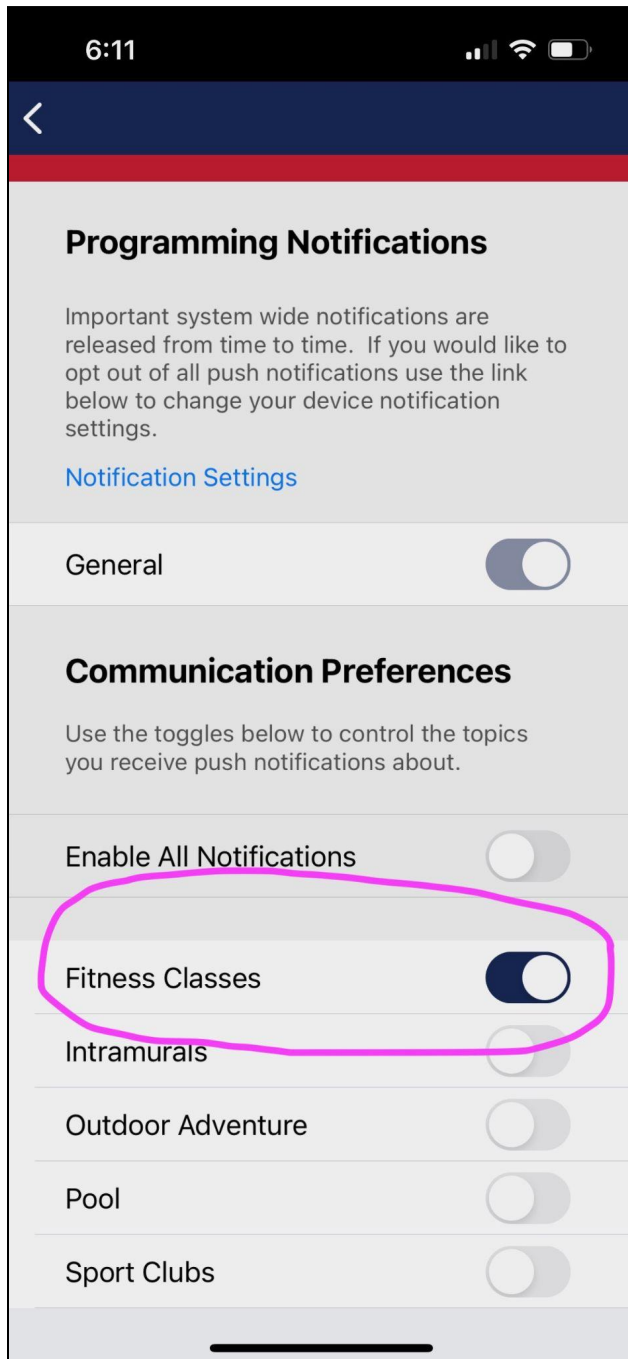 6:11
Programming Notifications
Important system wide notifications are
released from time to time.  If you would like to
opt out of all push notifications use the link
below to change your device notification
settings.
Notification Settings
General
Communication Preferences
Use the toggles below to control the topics
you receive push notifications about.
Enable All Notifications
Fitness Classes
Intramurals
Outdoor Adventure
Pool
Sport Clubs